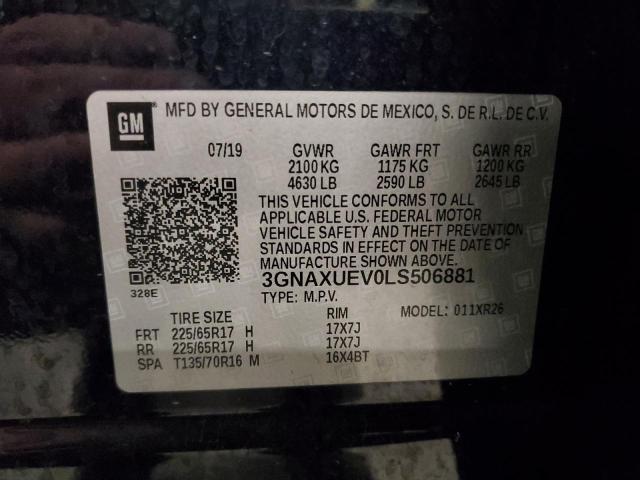 GM MFD BY GENERAL MOTORS DE MEXICO, S. DE R.L. DE C.V.
07/19 GVWR GAWR FRT GAWR RR
2100 KG 1175 KG 1200 KG
4630 LB 2590 LB 2645 LB
THIS VEHICLE CONFORMS TO ALL
APPLICABLE U.S. FEDERAL MOTOR
VEHICLE SAFETY AND THEFT PREVENTION
STANDARDS IN EFFECT ON THE DATE OF
MANUFACTURE SHOWN ABOVE.
3GNAXUEV0LS506881
328E TYPE: M.P.V.
TIRE SIZE RIM MODEL: 011XR26
FRT 225/65R17 H 17X7J
RR 225/65R17 H 17X7J
SPA T135/70R16 M 16X4BT